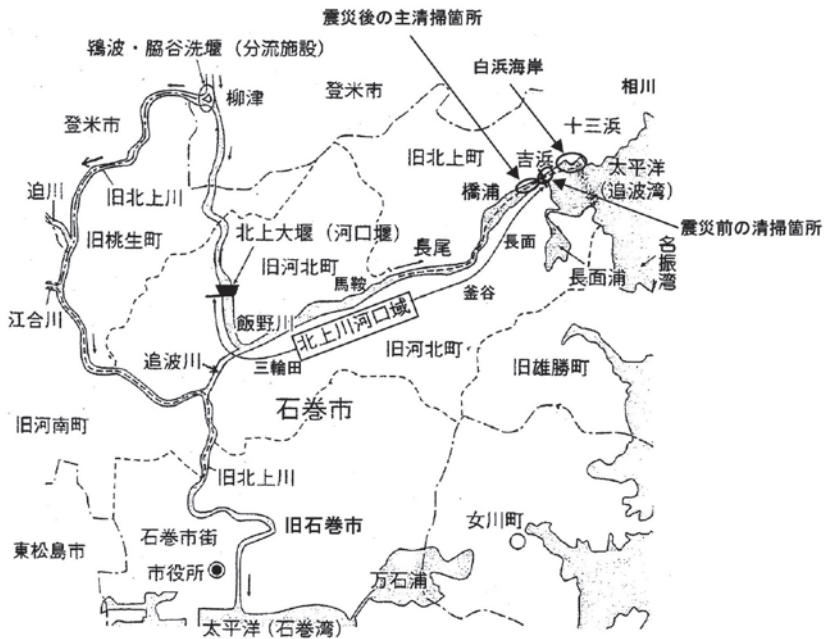 震災後の主清掃箇所
鴇波・脇谷洗堰（分流施設）
白浜海岸
柳津
登米市
相川
登米市
十三浜
旧北上町
吉浜
太平洋
（追波湾）
橋浦
迫川
旧北上川
震災前の清掃箇所
旧桃生町
北上大堰（河口堰）
長尾
長面
名振湾
旧河北町
長面浦
馬鞍
釜谷
江合川
飯野川
北上川河口域
追波川
三輪田
旧河北町
旧雄勝町
石巻市
旧河南町
旧北上川
旧石巻市
女川町
石巻市街
東松島市
市役所
万石浦
太平洋（石巻湾）